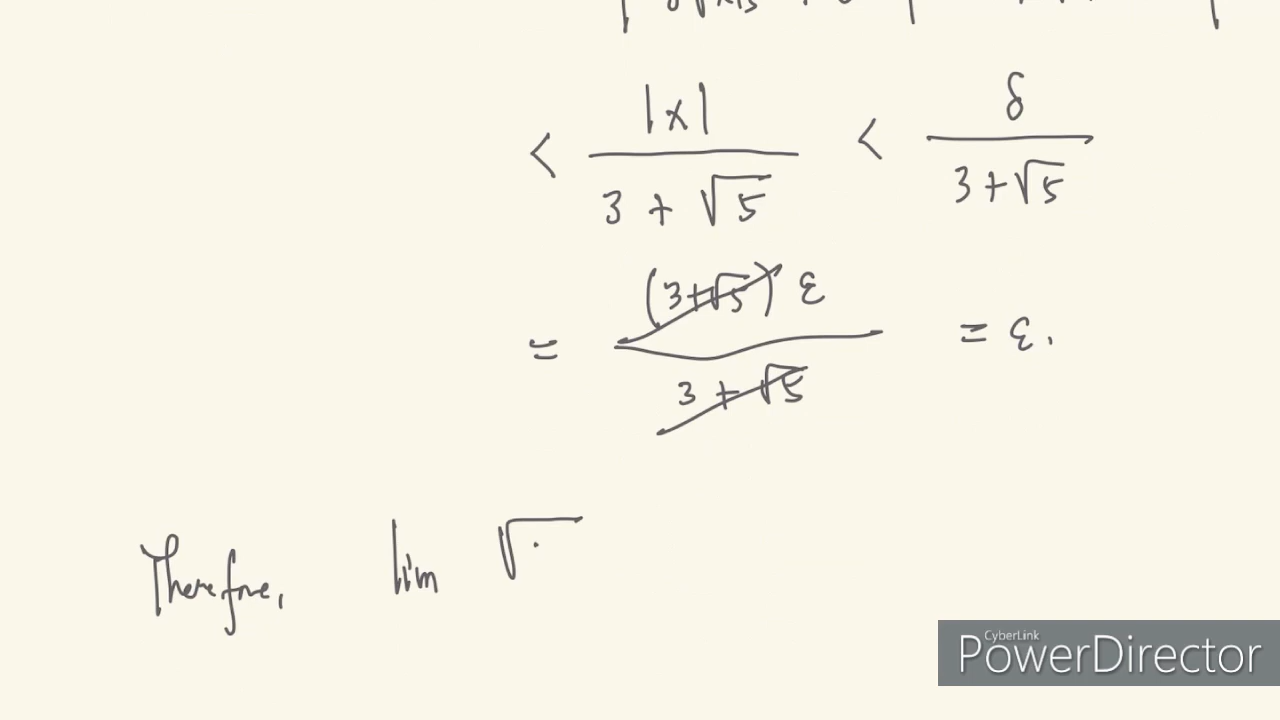 < |x| / (3 + √5) < δ / (3 + √5)
= (3+√5) ε / (3 + √5) = ε.
Therefore, lim √
CyberLink
PowerDirector